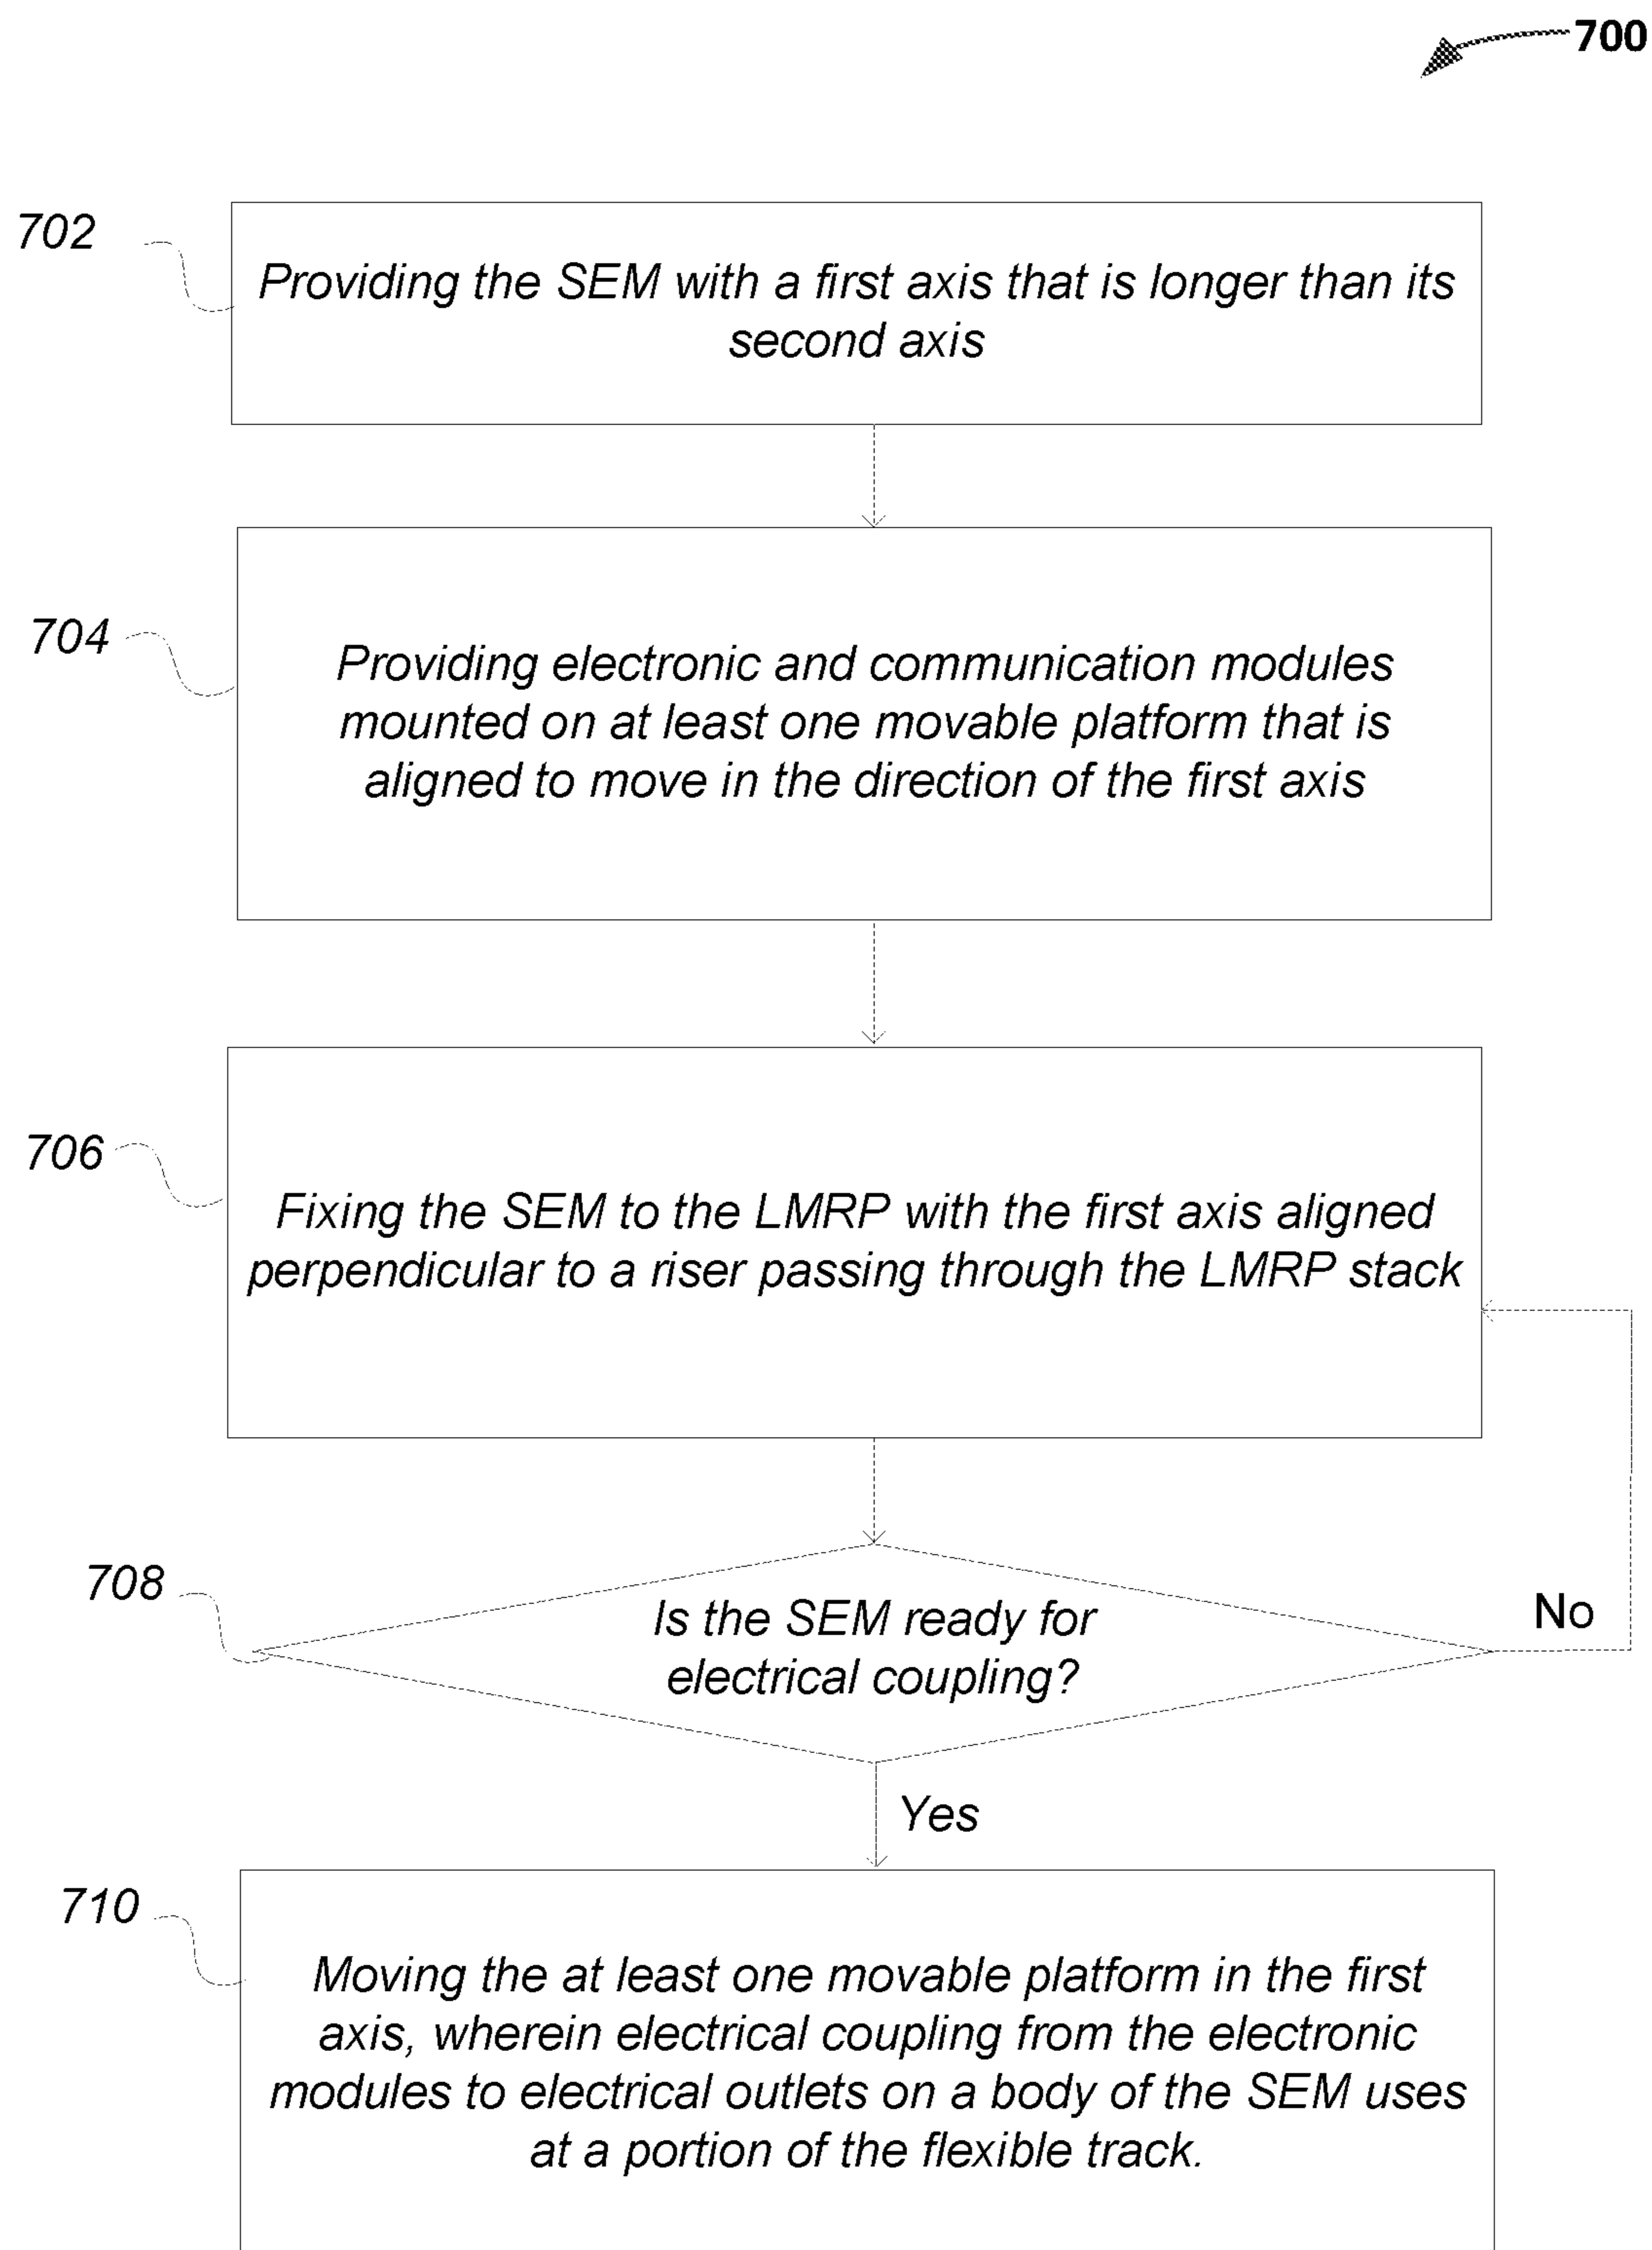 700
702
Providing the SEM with a first axis that is longer than its
second axis
704
Providing electronic and communication modules
mounted on at least one movable platform that is
aligned to move in the direction of the first axis
706
Fixing the SEM to the LMRP with the first axis aligned
perpendicular to a riser passing through the LMRP stack
708
Is the SEM ready for
electrical coupling?
No
Yes
710
Moving the at least one movable platform in the first
axis, wherein electrical coupling from the electronic
modules to electrical outlets on a body of the SEM uses
at a portion of the flexible track.